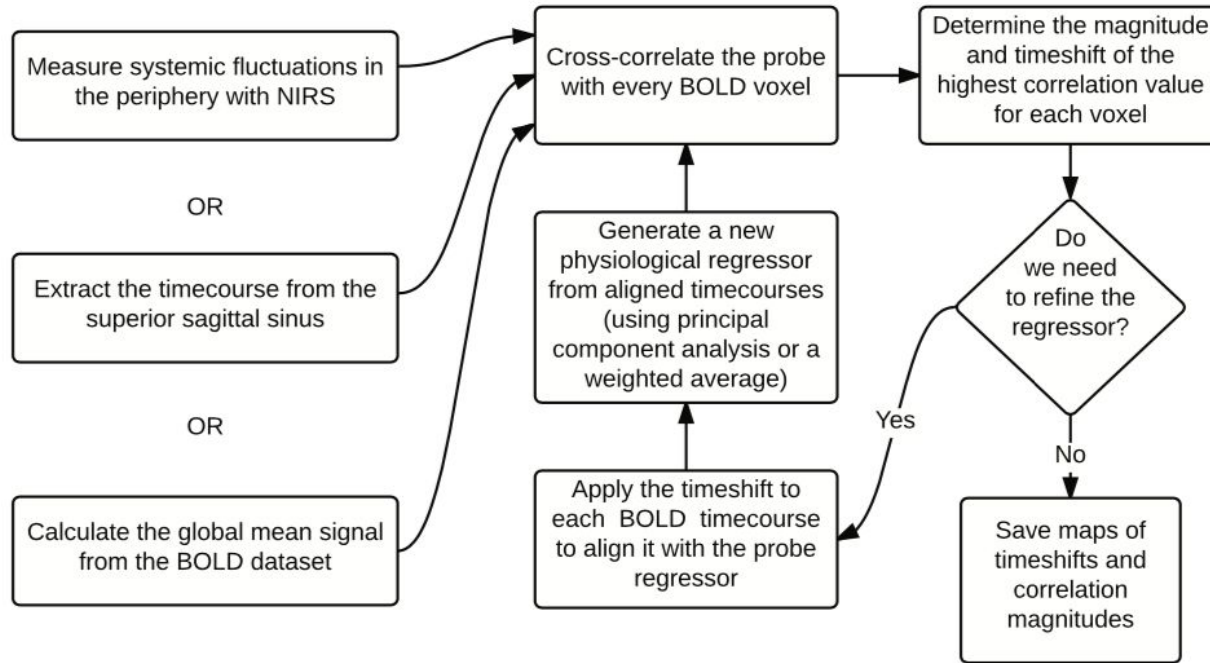 Measure systemic fluctuations in
the periphery with NIRS
OR
Extract the timecourse from the
superior sagittal sinus
OR
Calculate the global mean signal
from the BOLD dataset
Cross-correlate the probe
with every BOLD voxel
Determine the magnitude
and timeshift of the
highest correlation value
for each voxel
Do
we need
to refine the
regressor?
Yes
Apply the timeshift to
each BOLD timecourse
to align it with the probe
regressor
Generate a new
physiological regressor
from aligned timecourses
(using principal
component analysis or a
weighted average)
No
Save maps of
timeshifts and
correlation
magnitudes